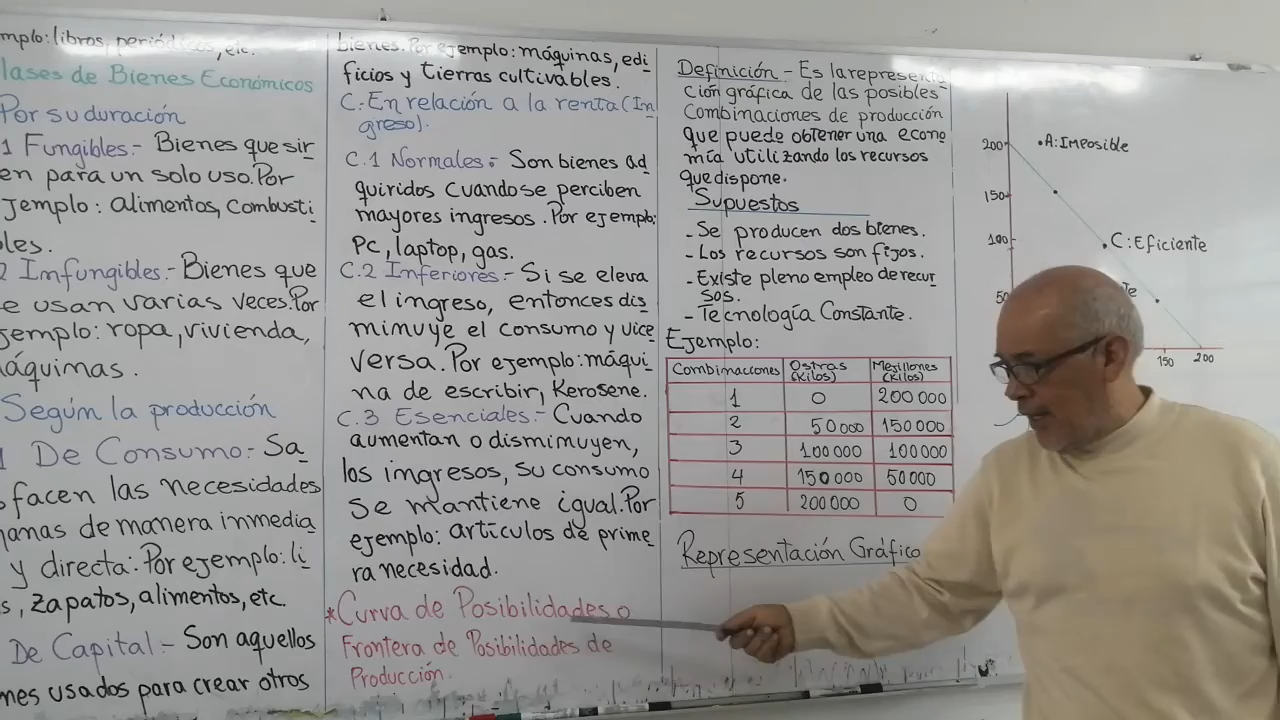 mplo: libros, periódicos, etc.
lases de Bienes Económicos
Por su duración
1 Fungibles.- Bienes que sir
en para un solo uso. Por
jemplo: alimentos, combusti
les.
2 Imfungibles.- Bienes que
e usan varias veces. Por
jemplo: ropa, vivienda,
áquimas.
Según la producción
1 De Consumo:- Sa
facen las necesidades
anas de manera inmedia
y directa: Por ejemplo: li
s, zapatos, alimentos, etc.
De Capital:- Son aquellos
nes usados para crear otros
bienes. Por ejemplo: máquinas, edi
ficios y tierras cultivables.
C.- En relación a la renta (In
greso).
C.1 Normales:- Son bienes ad
quiridos cuando se perciben
mayores ingresos. Por ejemplo:
PC, laptop, gas.
C.2 Inferiores.- Si se eleva
el ingreso, entonces dis
minuye el consumo y vice
versa. Por ejemplo: máqui
na de escribir, Kerosene.
C.3 Esenciales.- Cuando
aumentan o dismimuyen,
los ingresos, su consumo
se mantiene igual. Por
ejemplo: artículos de prime
ra necesidad.
*Curva de Posibilidades o
Frontera de Posibilidades de
Producción.
Definición - Es la representa
ción gráfica de las posibles
Combinaciones de producción
que puede obtener una econo
mía utilizando los recursos
que dispone.
Supuestos
- Se producen dos bienes.
- Los recursos son fijos.
- Existe pleno empleo de recur
sos.
- Tecnología Constante.
Ejemplo:
Combinaciones Ostras (Kilos) Mejillones (Kilos)
1 0 200 000
2 50 000 150 000
3 100 000 100 000
4 150 000 50 000
5 200 000 0
Representación Gráfica
200 A: Imposible
150
100 C: Eficiente
50 te
150 200